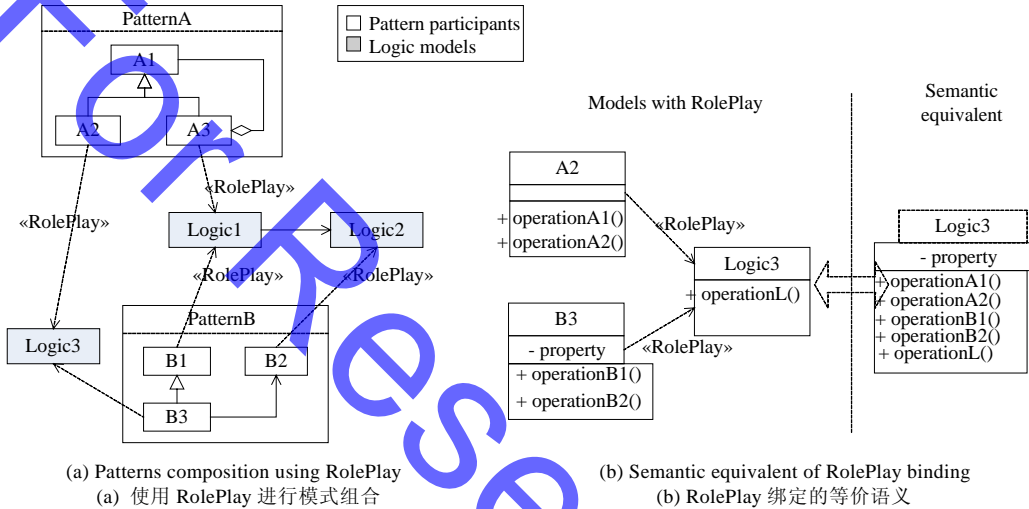 PatternA
A1
A2
A3
Pattern participants
Logic models
«RolePlay»
«RolePlay»
Logic1
Logic2
«RolePlay»
«RolePlay»
Logic3
PatternB
B1
B2
B3
(a) Patterns composition using RolePlay
(a) 使用 RolePlay 进行模式组合
Models with RolePlay
Semantic
equivalent
A2
+ operationA1()
+ operationA2()
«RolePlay»
Logic3
+ operationL()
B3
- property
+ operationB1()
+ operationB2()
«RolePlay»
Logic3
- property
+ operationA1()
+ operationA2()
+ operationB1()
+ operationB2()
+ operationL()
(b) Semantic equivalent of RolePlay binding
(b) RolePlay 绑定的等价语义
or Rese